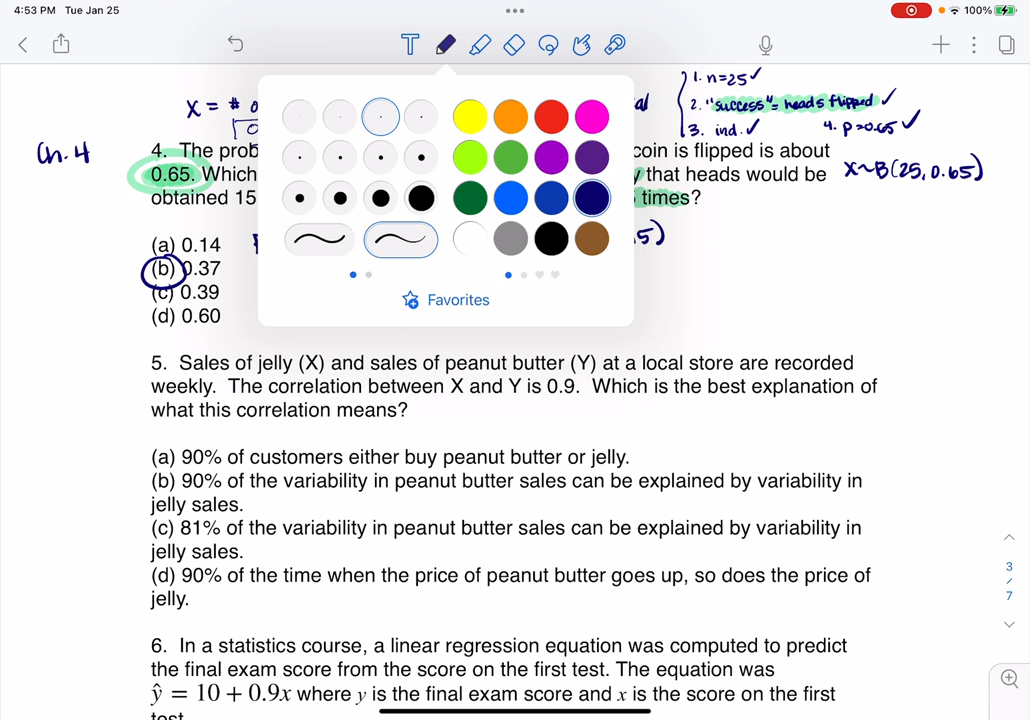 4:53 PM Tue Jan 25
100%
T
1. n=25 ✓
X = #
2. "success" = heads flipped ✓
3. ind. ✓ 4. p=0.65 ✓
Ch. 4
4. The prob coin is flipped is about
0.65. Which that heads would be
X~B(25, 0.65)
obtained 15 times?
(a) 0.14
(b) 0.37
(c) 0.39
(d) 0.60
Favorites
5. Sales of jelly (X) and sales of peanut butter (Y) at a local store are recorded
weekly. The correlation between X and Y is 0.9. Which is the best explanation of
what this correlation means?
(a) 90% of customers either buy peanut butter or jelly.
(b) 90% of the variability in peanut butter sales can be explained by variability in
jelly sales.
(c) 81% of the variability in peanut butter sales can be explained by variability in
jelly sales.
(d) 90% of the time when the price of peanut butter goes up, so does the price of
jelly.
3
/
7
6. In a statistics course, a linear regression equation was computed to predict
the final exam score from the score on the first test. The equation was
ŷ = 10 + 0.9x where y is the final exam score and x is the score on the first
test.